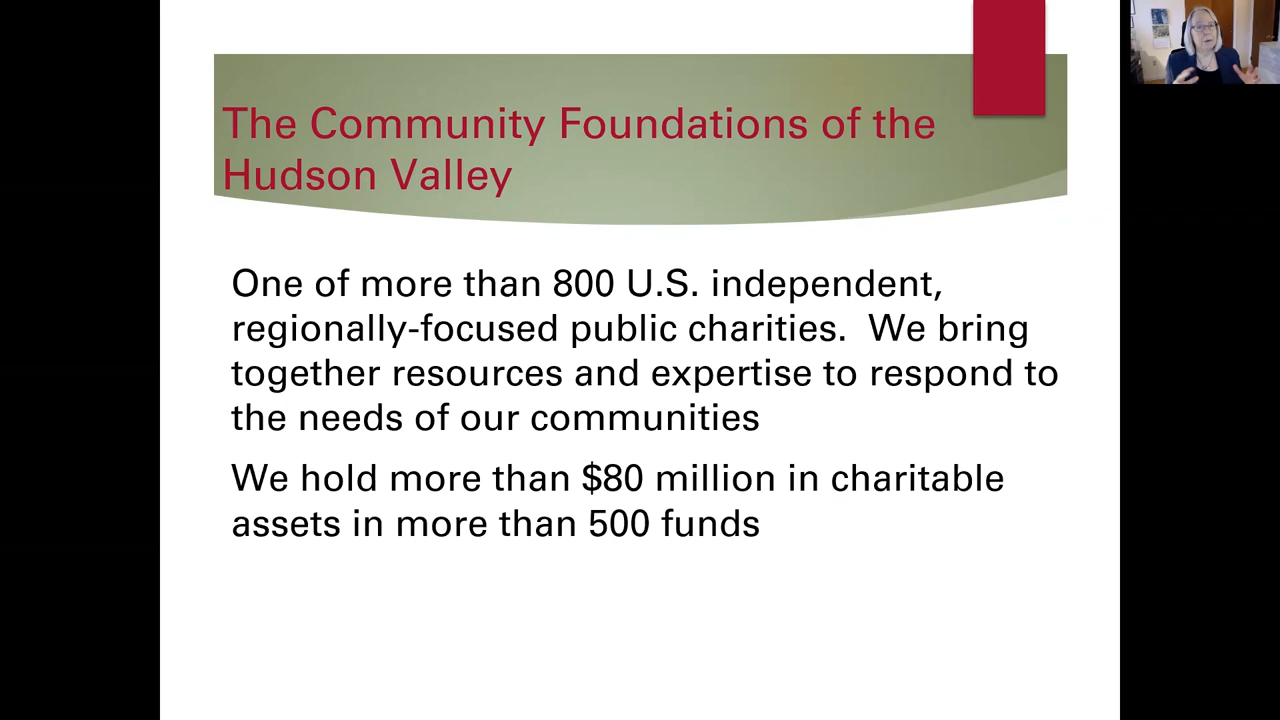 The Community Foundations of the
Hudson Valley
One of more than 800 U.S. independent,
regionally-focused public charities.  We bring
together resources and expertise to respond to
the needs of our communities
We hold more than $80 million in charitable
assets in more than 500 funds